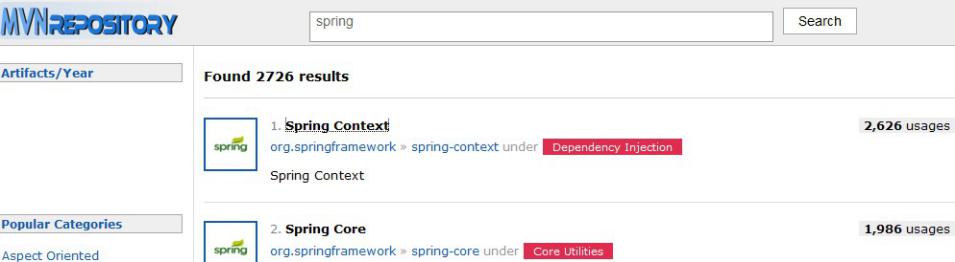 MVNREPOSITORY
spring
Search
Artifacts/Year
Found 2726 results
spring
1. Spring Context
2,626 usages
org.springframework » spring-context under Dependency Injection
Spring Context
Popular Categories
Aspect Oriented
spring
2. Spring Core
1,986 usages
org.springframework » spring-core under Core Utilities